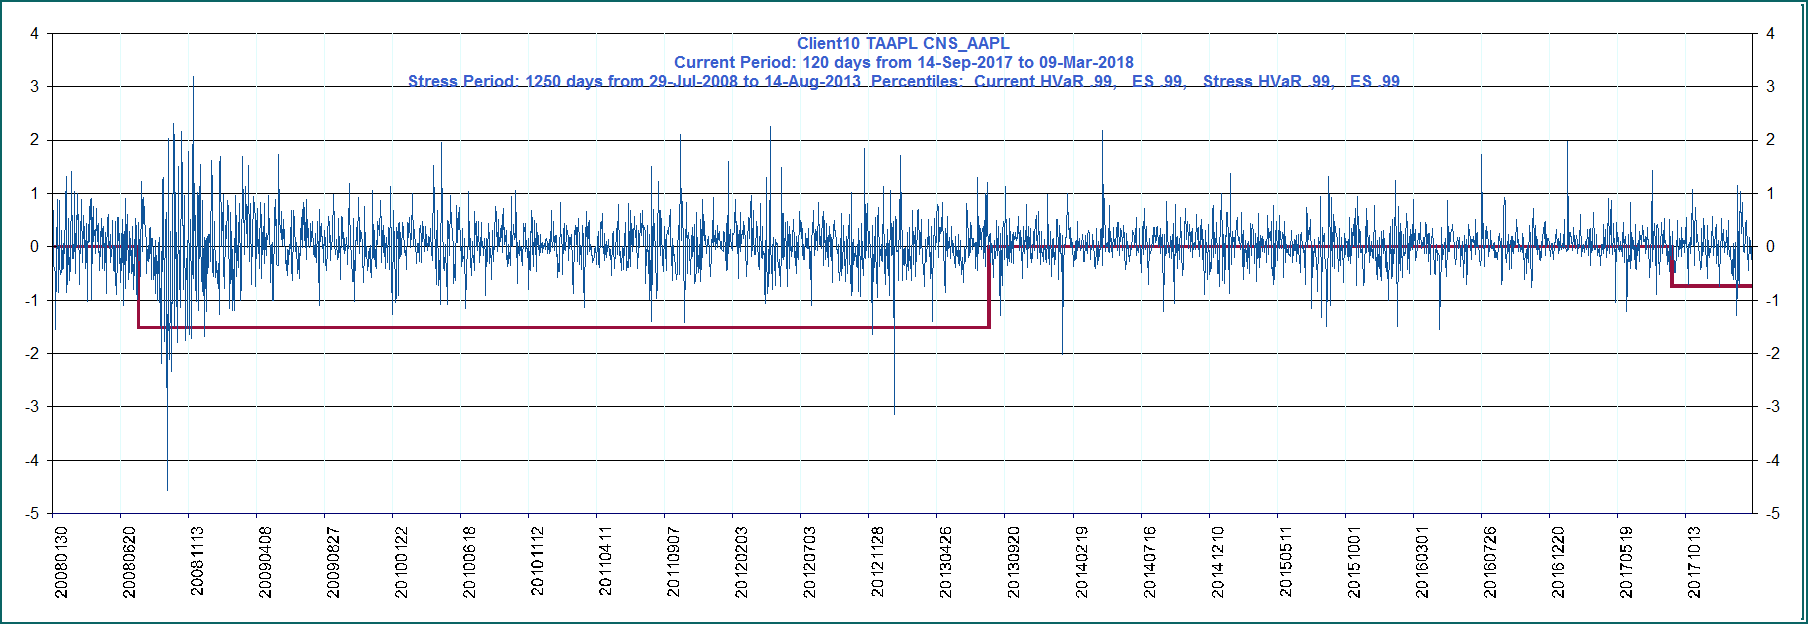 Client10 TAAPL CNS_AAPL
Current Period: 120 days from 14-Sep-2017 to 09-Mar-2018
Stress Period: 1250 days from 29-Jul-2008 to 14-Aug-2013 Percentiles: Current HVaR .99, ES .99, Stress HVaR .99, ES .99
4 4
3 3
2 2
1 1
0 0
-1 -1
-2 -2
-3 -3
-4 -4
-5 -5
20080130 20080620 20081113 20090408 20090827 20100122 20100618 20101112 20110411 20110907 20120203 20120703 20121128 20130426 20130920 20140219 20140716 20141210 20150511 20151001 20160301 20160726 20161220 20170519 20171013